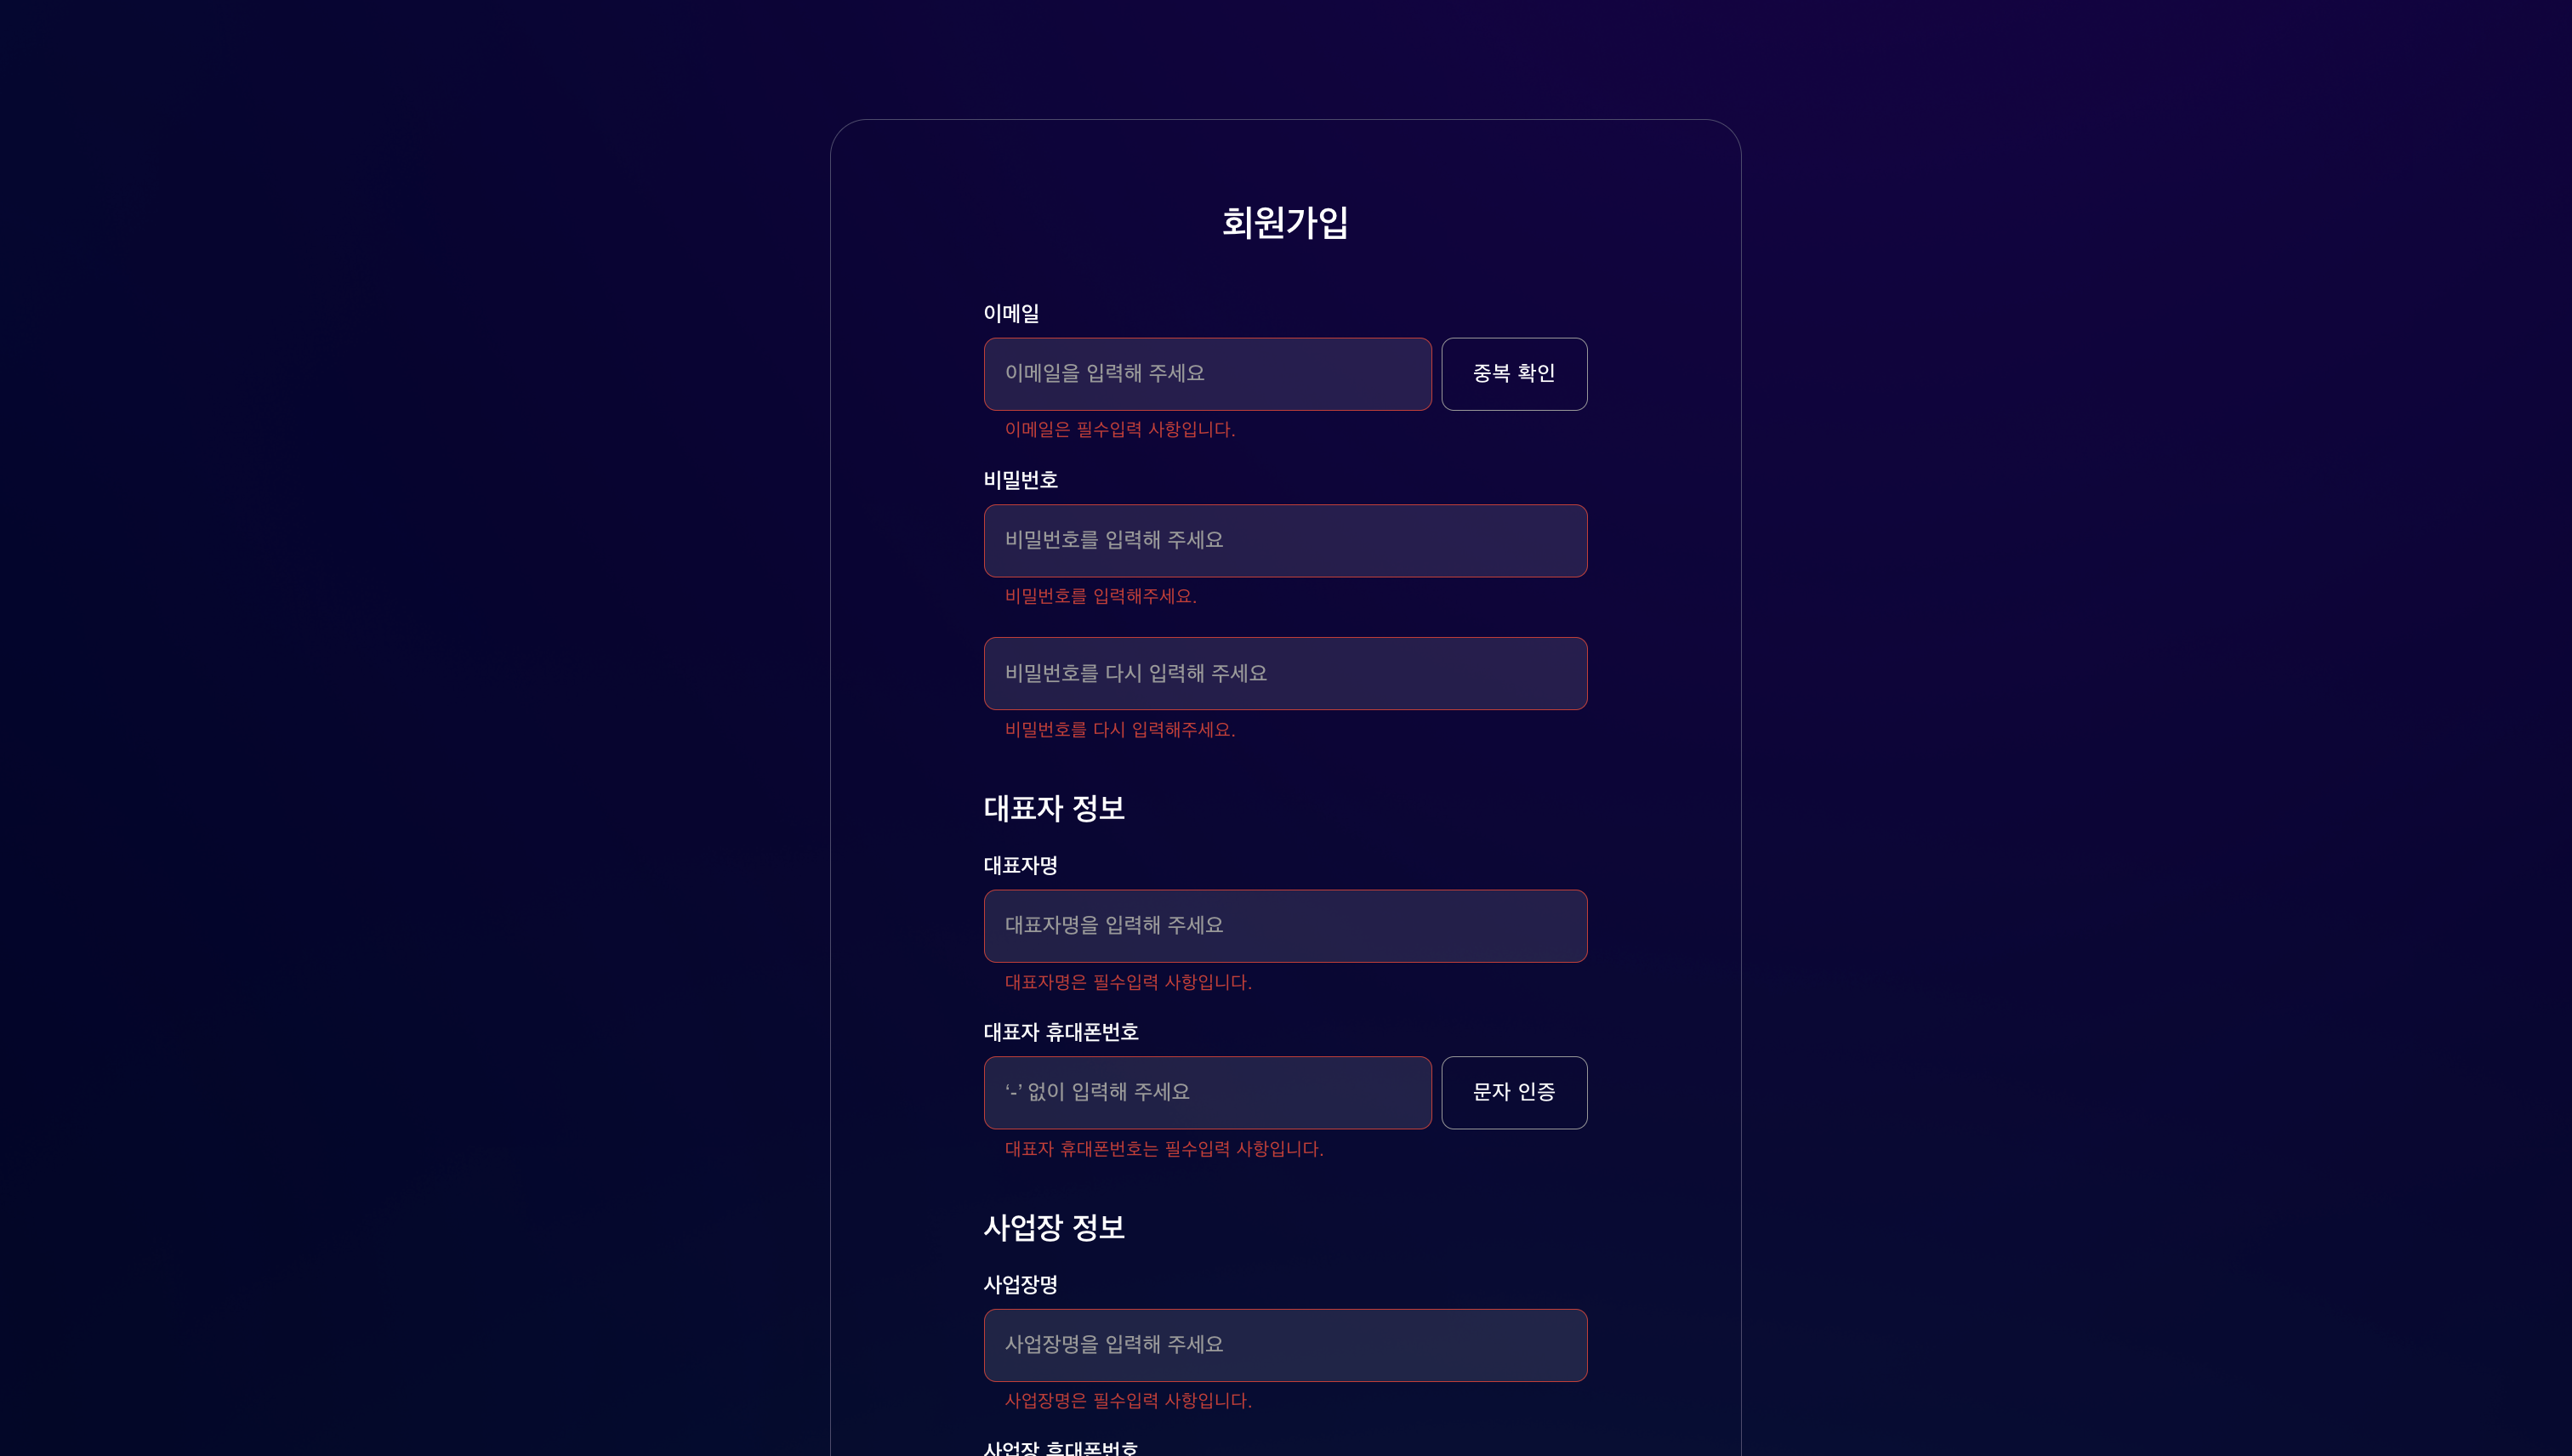 회원가입
이메일
이메일을 입력해 주세요
중복 확인
이메일은 필수입력 사항입니다.
비밀번호
비밀번호를 입력해 주세요
비밀번호를 입력해주세요.
비밀번호를 다시 입력해 주세요
비밀번호를 다시 입력해주세요.
대표자 정보
대표자명
대표자명을 입력해 주세요
대표자명은 필수입력 사항입니다.
대표자 휴대폰번호
‘-’ 없이 입력해 주세요
문자 인증
대표자 휴대폰번호는 필수입력 사항입니다.
사업장 정보
사업장명
사업장명을 입력해 주세요
사업장명은 필수입력 사항입니다.
사업장 휴대폰번호